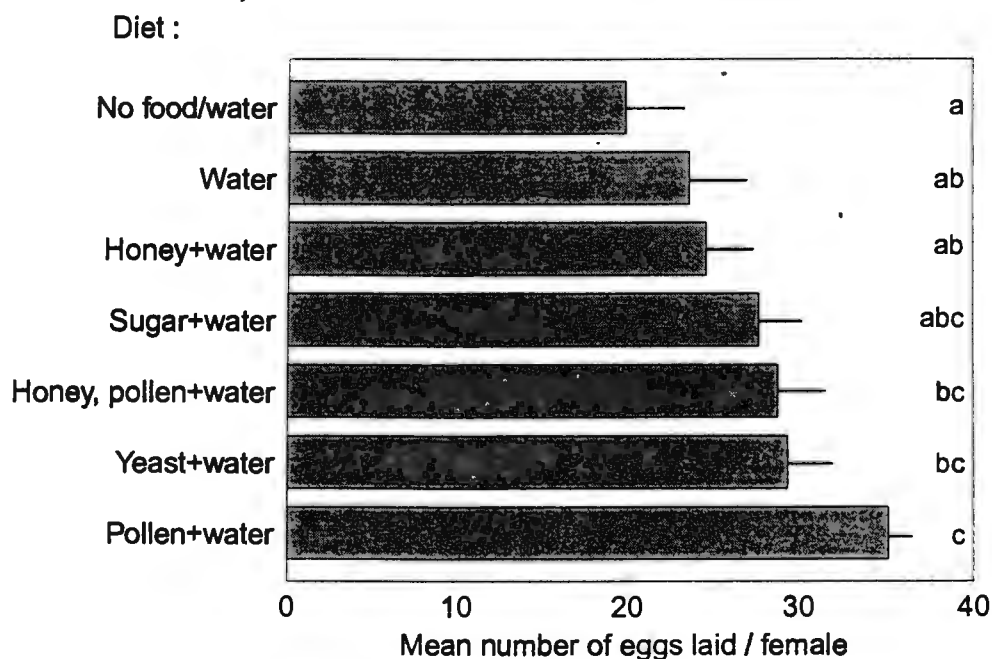 Diet :
No food/water a
Water ab
Honey+water ab
Sugar+water abc
Honey, pollen+water bc
Yeast+water bc
Pollen+water c
0 10 20 30 40
Mean number of eggs laid / female